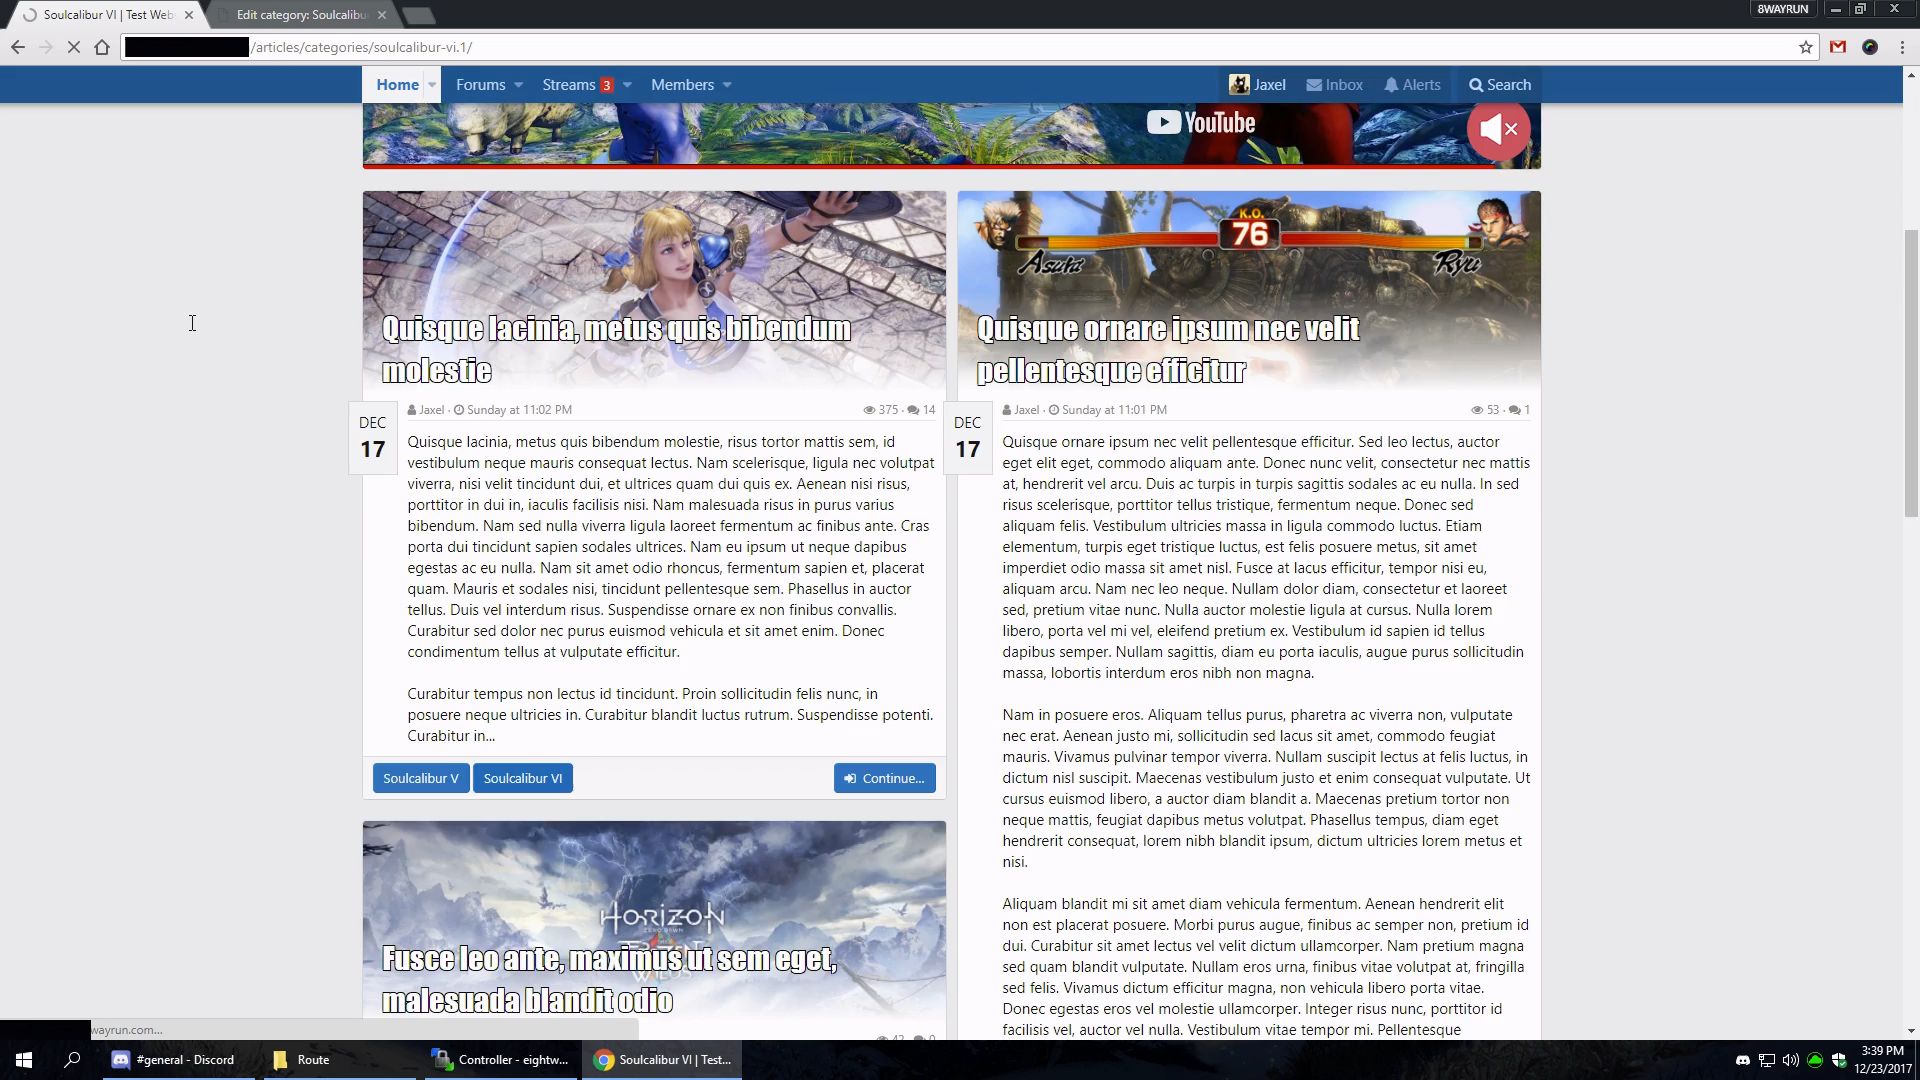 Soulcalibur VI | Test Web
Edit category: Soulcalibu
8WAYRUN
/articles/categories/soulcalibur-vi.1/
Home Forums Streams 3 Members Jaxel Inbox Alerts Search
YouTube
Quisque lacinia, metus quis bibendum
molestie
DEC
17
Jaxel · Sunday at 11:02 PM 375 · 14
Quisque lacinia, metus quis bibendum molestie, risus tortor mattis sem, id
vestibulum neque mauris consequat lectus. Nam scelerisque, ligula nec volutpat
viverra, nisi velit tincidunt dui, et ultrices quam dui quis ex. Aenean nisi risus,
porttitor in dui in, iaculis facilisis nisi. Nam malesuada risus in purus varius
bibendum. Nam sed nulla viverra ligula laoreet fermentum ac finibus ante. Cras
porta dui tincidunt sapien sodales ultrices. Nam eu ipsum ut neque dapibus
egestas ac eu nulla. Nam sit amet odio rhoncus, fermentum sapien et, placerat
quam. Mauris et sodales nisi, tincidunt pellentesque sem. Phasellus in auctor
tellus. Duis vel interdum risus. Suspendisse ornare ex non finibus convallis.
Curabitur sed dolor nec purus euismod vehicula et sit amet enim. Donec
condimentum tellus at vulputate efficitur.
Curabitur tempus non lectus id tincidunt. Proin sollicitudin felis nunc, in
posuere neque ultricies in. Curabitur blandit luctus rutrum. Suspendisse potenti.
Curabitur in...
Soulcalibur V Soulcalibur VI Continue...
HORIZON
ZERO DAWN
Fusce leo ante, maximus ut sem eget,
malesuada blandit odio
42 · 0
K.O.
76
Asura
Ryu
Quisque ornare ipsum nec velit
pellentesque efficitur
DEC
17
Jaxel · Sunday at 11:01 PM 53 · 1
Quisque ornare ipsum nec velit pellentesque efficitur. Sed leo lectus, auctor
eget elit eget, commodo aliquam ante. Donec nunc velit, consectetur nec mattis
at, hendrerit vel arcu. Duis ac turpis in turpis sagittis sodales ac eu nulla. In sed
risus scelerisque, porttitor tellus tristique, fermentum neque. Donec sed
aliquam felis. Vestibulum ultricies massa in ligula commodo luctus. Etiam
elementum, turpis eget tristique luctus, est felis posuere metus, sit amet
imperdiet odio massa sit amet nisl. Fusce at lacus efficitur, tempor nisi eu,
aliquam arcu. Nam nec leo neque. Nullam dolor diam, consectetur et laoreet
sed, pretium vitae nunc. Nulla auctor molestie ligula at cursus. Nulla lorem
libero, porta vel mi vel, eleifend pretium ex. Vestibulum id sapien id tellus
dapibus semper. Nullam sagittis, diam eu porta iaculis, augue purus sollicitudin
massa, lobortis interdum eros nibh non magna.
Nam in posuere eros. Aliquam tellus purus, pharetra ac viverra non, vulputate
nec erat. Aenean justo mi, sollicitudin sed lacus sit amet, commodo feugiat
mauris. Vivamus pulvinar tempor viverra. Nullam suscipit lectus at felis luctus, in
dictum nisl suscipit. Maecenas vestibulum justo et enim consequat vulputate. Ut
cursus euismod libero, a auctor diam blandit a. Maecenas pretium tortor non
neque mattis, feugiat dapibus metus volutpat. Phasellus tempus, diam eget
hendrerit consequat, lorem nibh blandit ipsum, dictum ultricies lorem metus et
nisi.
Aliquam blandit mi sit amet diam vehicula fermentum. Aenean hendrerit elit
non est placerat posuere. Morbi purus augue, finibus ac semper non, pretium id
dui. Curabitur sit amet lectus vel velit dictum ullamcorper. Nam pretium magna
sed quam blandit vulputate. Nullam eros urna, finibus vitae volutpat at, fringilla
sed felis. Vivamus dictum efficitur magna, non vehicula libero porta vitae.
Donec egestas eros vel molestie ullamcorper. Integer risus nunc, porttitor id
facilisis vel, auctor vel nulla. Vestibulum vitae tempor mi. Pellentesque
wayrun.com...
#general - Discord Route Controller - eightw... Soulcalibur VI | Test...
3:39 PM
12/23/2017